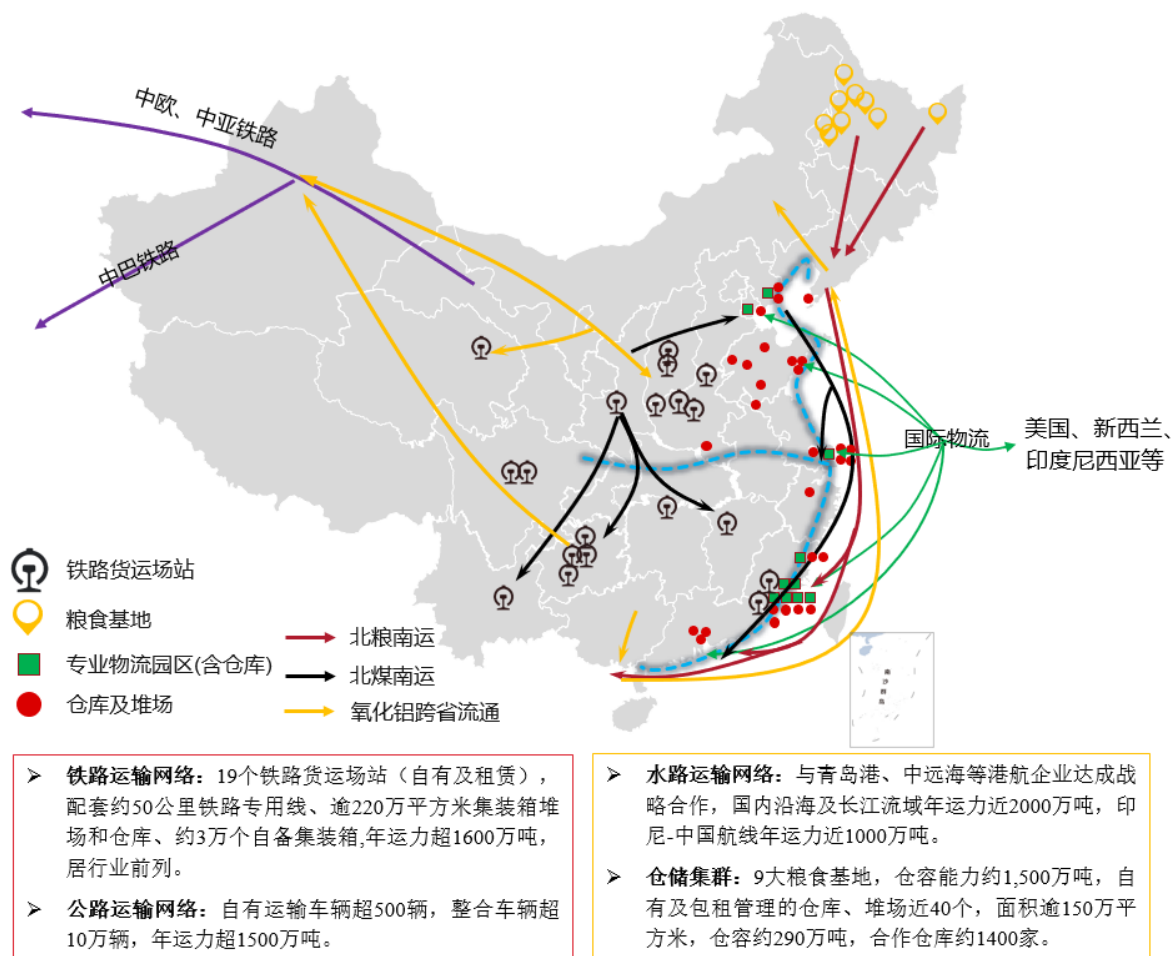 中欧、中亚铁路
中巴铁路
国际物流
美国、新西兰、
印度尼西亚等
铁路货运场站
粮食基地
专业物流园区(含仓库)
仓库及堆场
北粮南运
北煤南运
氧化铝跨省流通
南沙群岛
➢ 铁路运输网络：19个铁路货运场站（自有及租赁），
配套约50公里铁路专用线、逾220万平方米集装箱堆
场和仓库、约3万个自备集装箱,年运力超1600万吨，
居行业前列。
➢ 公路运输网络：自有运输车辆超500辆，整合车辆超
10万辆，年运力超1500万吨。
➢ 水路运输网络：与青岛港、中远海等港航企业达成战
略合作，国内沿海及长江流域年运力近2000万吨，印
尼-中国航线年运力近1000万吨。
➢ 仓储集群：9大粮食基地，仓容能力约1,500万吨，自
有及包租管理的仓库、堆场近40个，面积逾150万平
方米，仓容约290万吨，合作仓库约1400家。